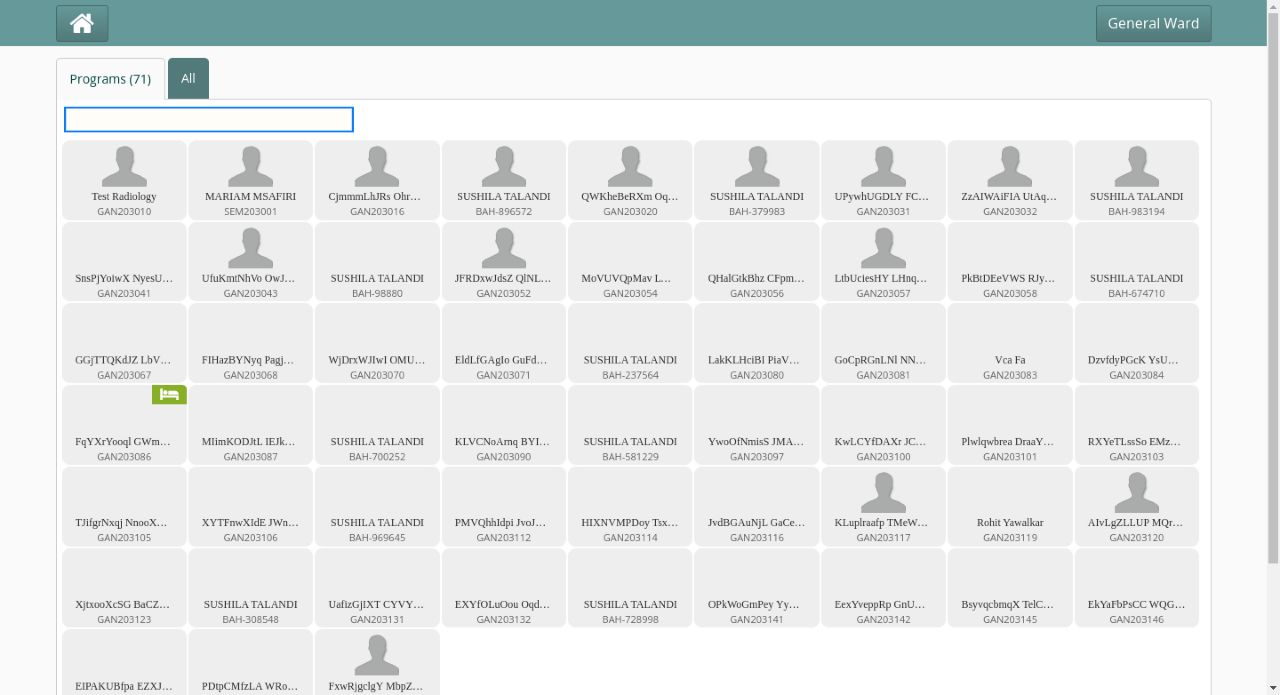 General Ward
Programs (71)
All
Test Radiology
GAN203010
MARIAM MSAFIRI
SEM203001
CjmmmLhJRs Ohr...
GAN203016
SUSHILA TALANDI
BAH-896572
QWKheBeRXm Oq...
GAN203020
SUSHILA TALANDI
BAH-379983
UPywhUGDLY FC...
GAN203031
ZzAIWAiFIA UtAq...
GAN203032
SUSHILA TALANDI
BAH-983194
SnsPjYoiwX NyesU...
GAN203041
UfuKmtNhVo OwJ...
GAN203043
SUSHILA TALANDI
BAH-98880
JFRDxwJdsZ QlNL...
GAN203052
MoVUVQpMav L...
GAN203054
QHalGtkBhz CFpm...
GAN203056
LtbUciesHY LHnq...
GAN203057
PkBtDEeVWS RJy...
GAN203058
SUSHILA TALANDI
BAH-674710
GGjTTQKdJZ LbV...
GAN203067
FIHazBYNyq Pagj...
GAN203068
WjDrxWJIwI OMU...
GAN203070
EldLfGAgIo GuFd...
GAN203071
SUSHILA TALANDI
BAH-237564
LakKLHciBI PiaV...
GAN203080
GoCpRGnLNl NN...
GAN203081
Vca Fa
GAN203083
DzvfdyPGcK YsU...
GAN203084
FqYXrYooql GWm...
GAN203086
MIimKODJtL IEJk...
GAN203087
SUSHILA TALANDI
BAH-700252
KLVCNoArnq BYI...
GAN203090
SUSHILA TALANDI
BAH-581229
YwoOfNmisS JMA...
GAN203097
KwLCYfDAXr JC...
GAN203100
Plwlqwbrea DraaY...
GAN203101
RXYeTLssSo EMz...
GAN203103
TJifgrNxqj NnooX...
GAN203105
XYTFnwXIdE JWn...
GAN203106
SUSHILA TALANDI
BAH-969645
PMVQhhIdpi JvoJ...
GAN203112
HIXNVMPDoy Tsx...
GAN203114
JvdBGAuNjL GaCe...
GAN203116
KLuplraafp TMeW...
GAN203117
Rohit Yawalkar
GAN203119
AIvLgZLLUP MQr...
GAN203120
XjtxooXcSG BaCZ...
GAN203123
SUSHILA TALANDI
BAH-308548
UafizGjIXT CYVY...
GAN203131
EXYfOLuOou Oqd...
GAN203132
SUSHILA TALANDI
BAH-728998
OPkWoGmPey Yy...
GAN203141
EexYveppRp GnU...
GAN203142
BsyvqcbmqX TelC...
GAN203145
EkYaFbPsCC WQG...
GAN203146
EIPAKUBfpa EZXJ...
PDtpCMfzLA WRo...
FxwRjgclgY MbpZ...